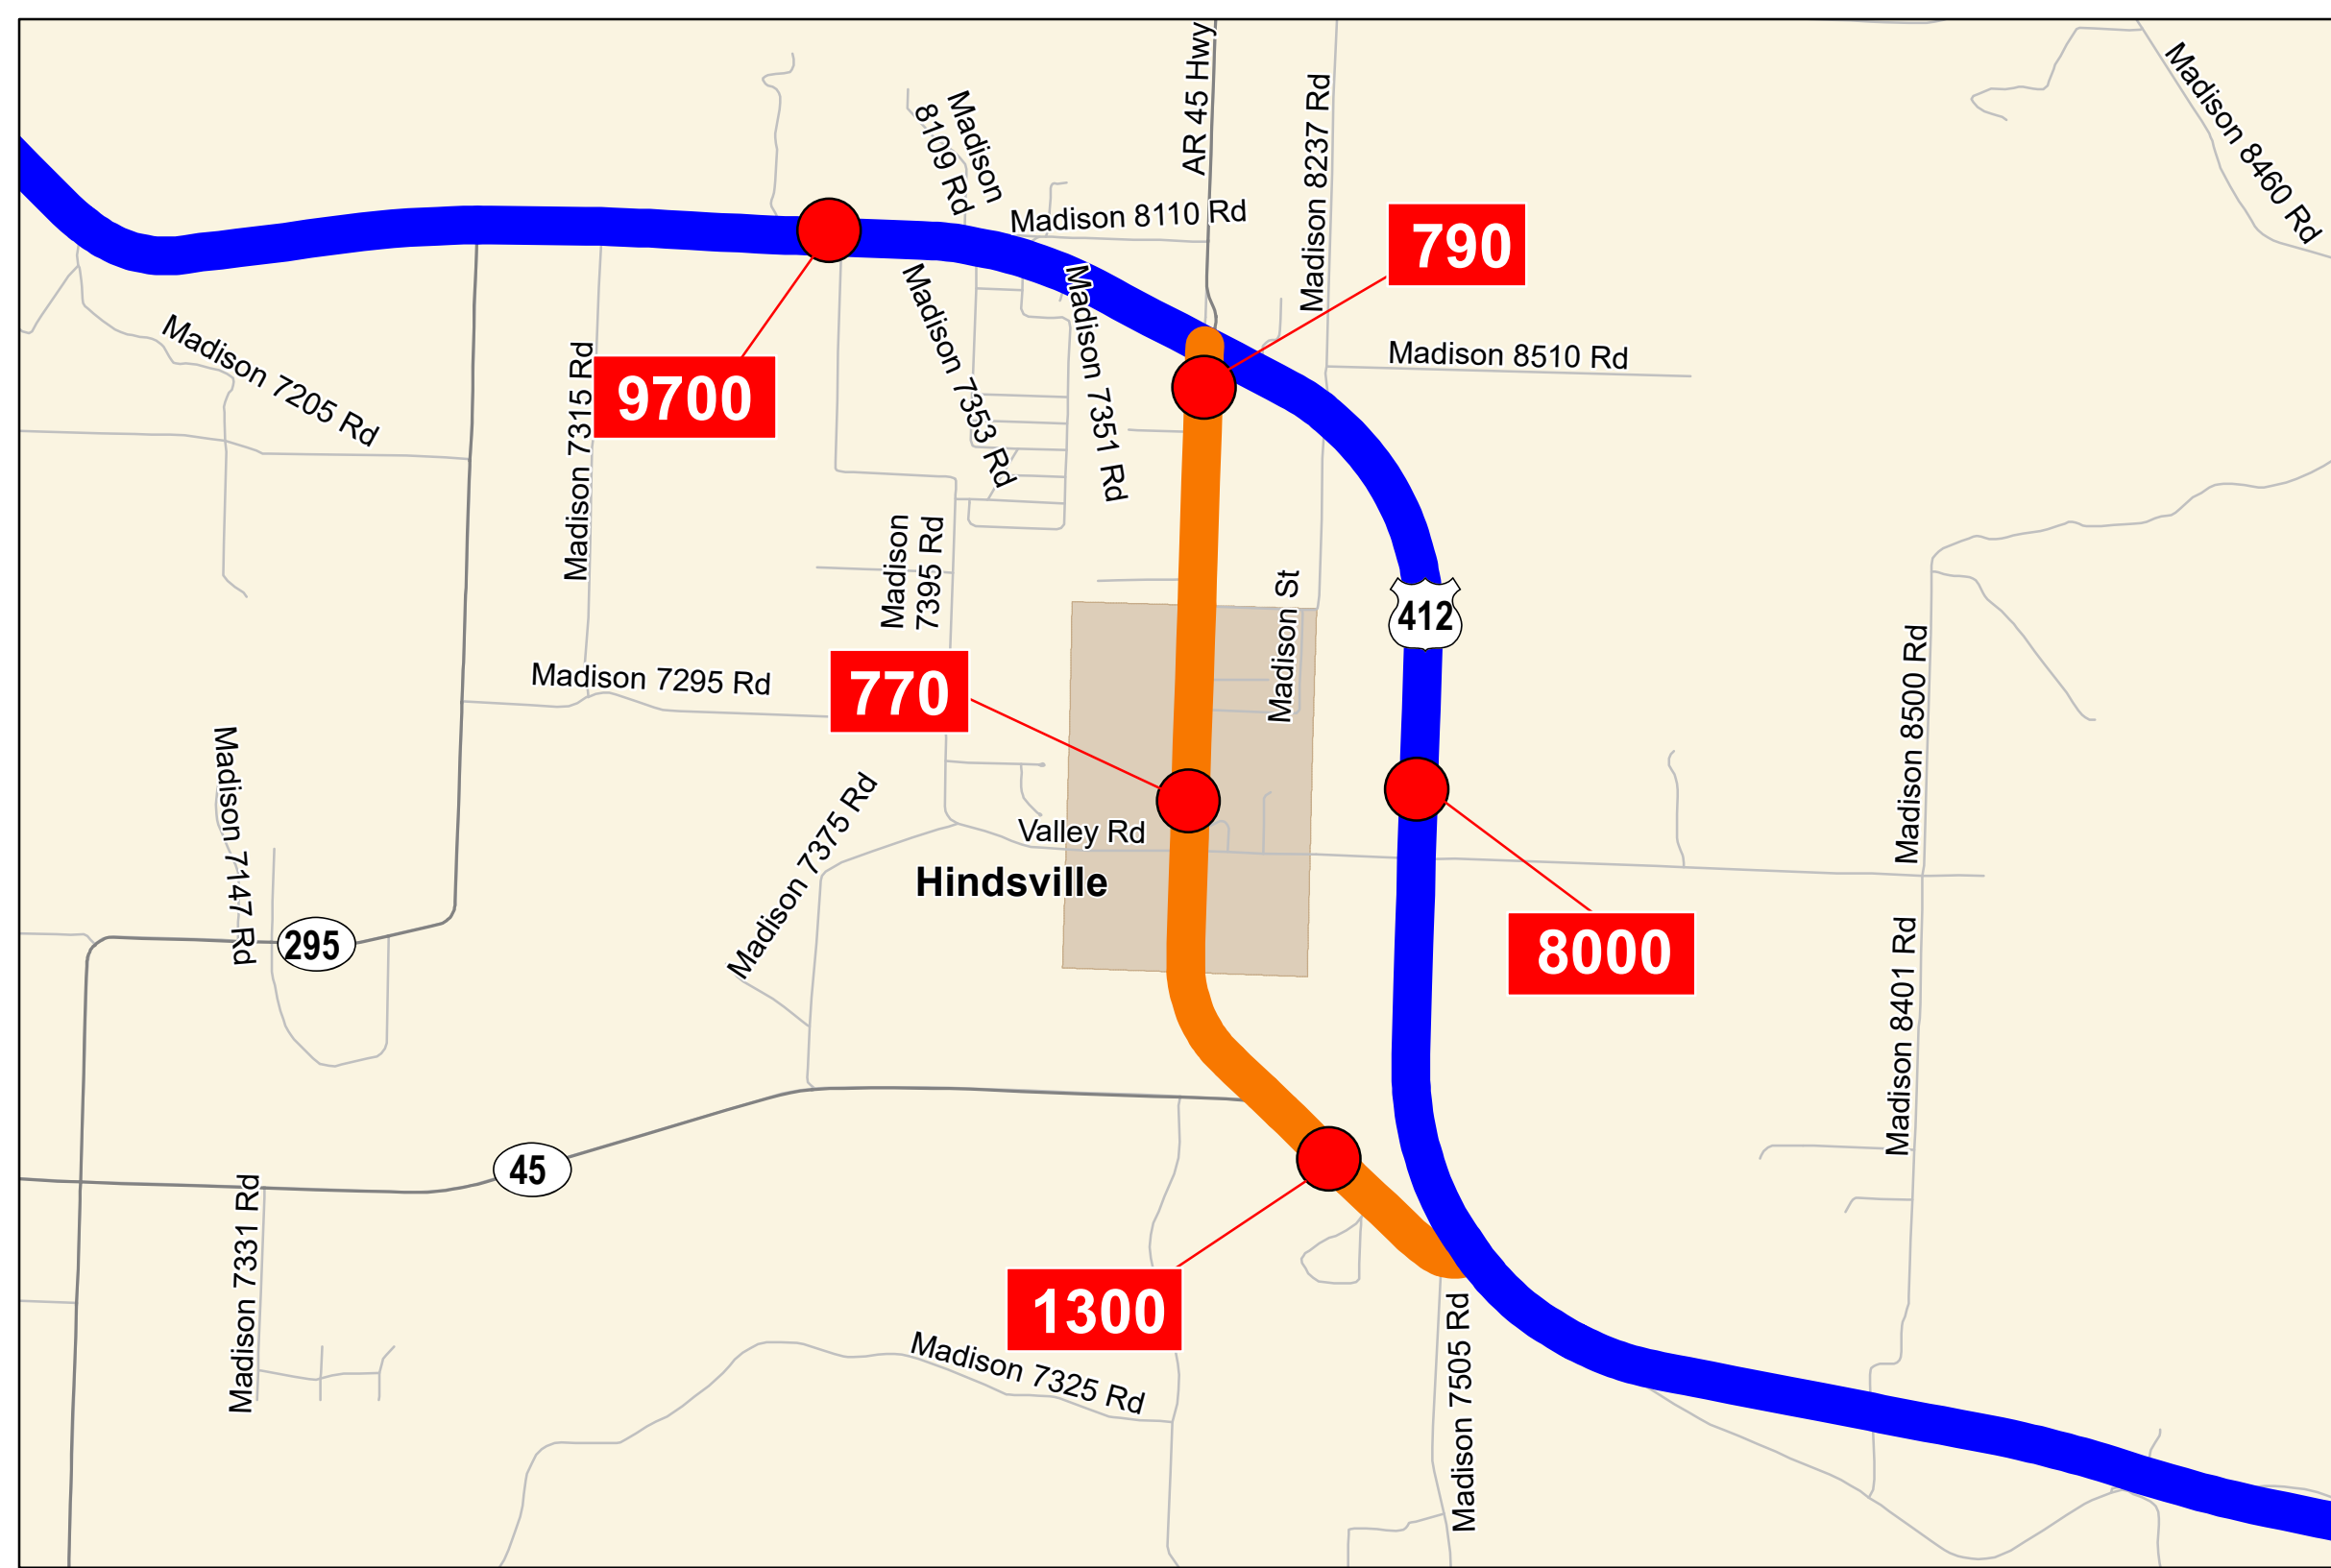 AR 45 Hwy
Madison 8237 Rd
Madison 8460 Rd
Madison
8109 Rd
Madison 8110 Rd
790
Madison 7205 Rd
Madison 7315 Rd
9700
Madison 7353 Rd
Madison 7351 Rd
Madison 8510 Rd
Madison
7395 Rd
Madison St
412
Madison 7295 Rd
770
Madison 8500 Rd
Madison 7147 Rd
Madison 7375 Rd
Valley Rd
Hindsville
295
8000
Madison 8401 Rd
45
Madison 7331 Rd
1300
Madison 7325 Rd
Madison 7505 Rd